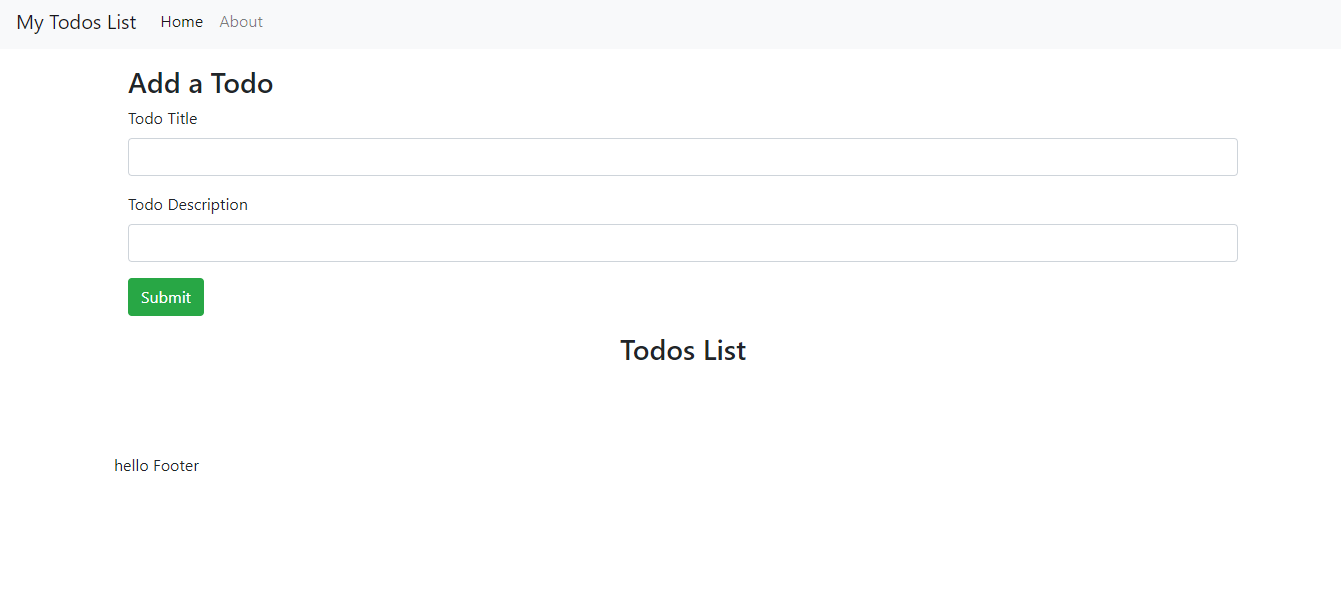 My Todos List Home About
Add a Todo
Todo Title
Todo Description
Submit
Todos List
hello Footer